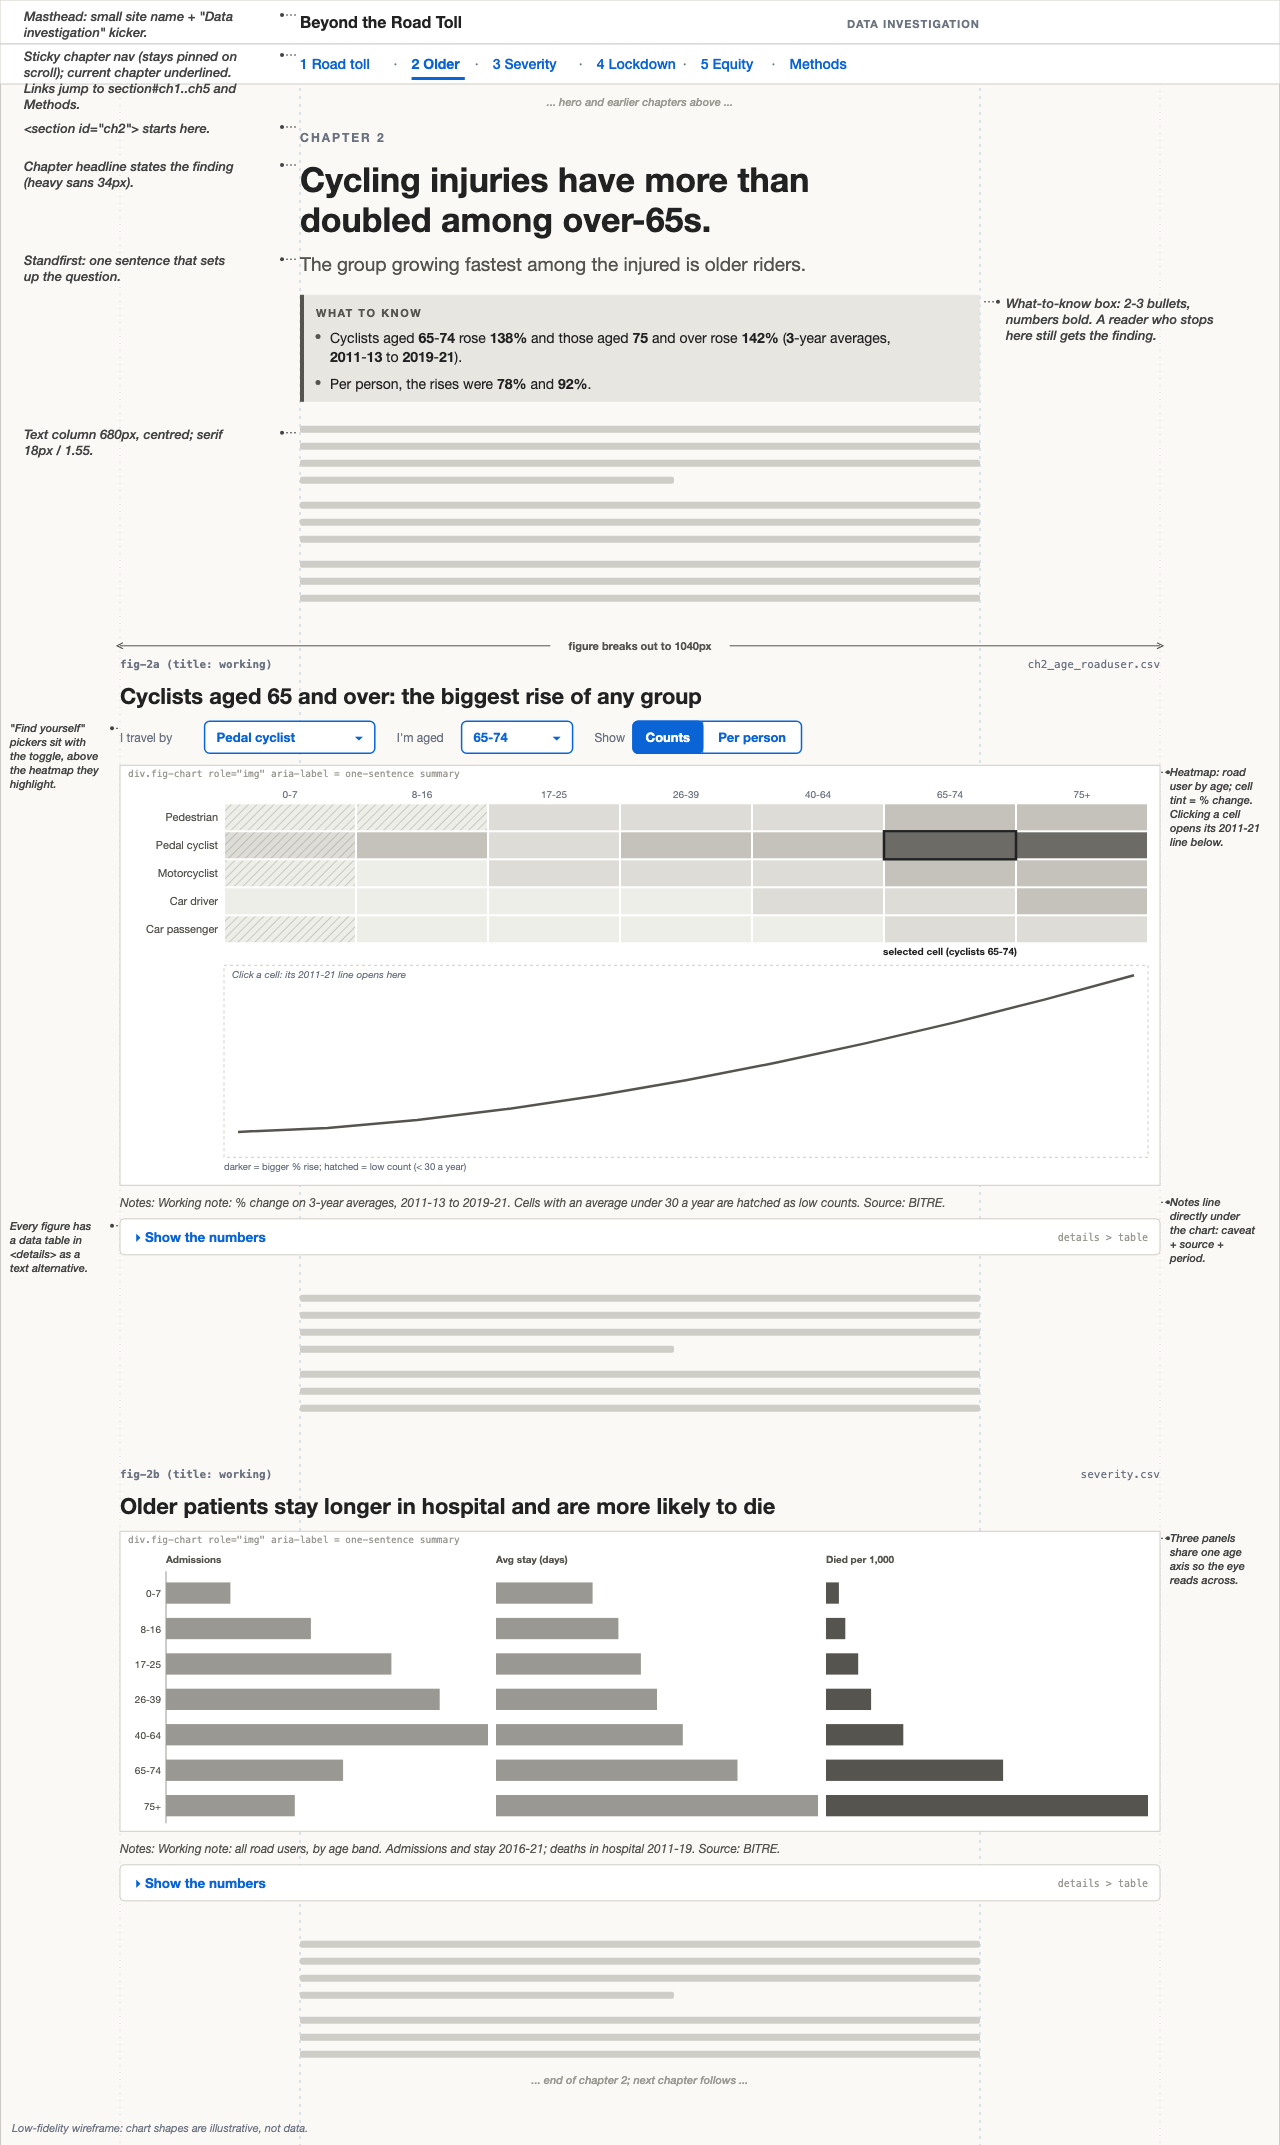 Masthead: small site name + "Data
investigation" kicker.
Beyond the Road Toll
DATA INVESTIGATION
Sticky chapter nav (stays pinned on
scroll); current chapter underlined.
Links jump to section#ch1..ch5 and
Methods.
1 Road toll · 2 Older · 3 Severity · 4 Lockdown · 5 Equity · Methods
... hero and earlier chapters above ...
<section id="ch2"> starts here.
CHAPTER 2
Chapter headline states the finding
(heavy sans 34px).
Cycling injuries have more than
doubled among over-65s.
Standfirst: one sentence that sets
up the question.
The group growing fastest among the injured is older riders.
WHAT TO KNOW
• Cyclists aged 65-74 rose 138% and those aged 75 and over rose 142% (3-year averages,
2011-13 to 2019-21).
• Per person, the rises were 78% and 92%.
What-to-know box: 2-3 bullets,
numbers bold. A reader who stops
here still gets the finding.
Text column 680px, centred; serif
18px / 1.55.
figure breaks out to 1040px
fig-2a (title: working)
ch2_age_roaduser.csv
Cyclists aged 65 and over: the biggest rise of any group
"Find yourself"
pickers sit with
the toggle, above
the heatmap they
highlight.
I travel by Pedal cyclist I'm aged 65-74 Show Counts Per person
div.fig-chart role="img" aria-label = one-sentence summary
0-7 8-16 17-25 26-39 40-64 65-74 75+
Pedestrian
Pedal cyclist
Motorcyclist
Car driver
Car passenger
selected cell (cyclists 65-74)
Heatmap: road
user by age; cell
tint = % change.
Clicking a cell
opens its 2011-21
line below.
Click a cell: its 2011-21 line opens here
darker = bigger % rise; hatched = low count (< 30 a year)
Notes: Working note: % change on 3-year averages, 2011-13 to 2019-21. Cells with an average under 30 a year are hatched as low counts. Source: BITRE.
Notes line
directly under
the chart: caveat
+ source +
period.
Every figure has
a data table in
<details> as a
text alternative.
Show the numbers
details > table
fig-2b (title: working)
severity.csv
Older patients stay longer in hospital and are more likely to die
div.fig-chart role="img" aria-label = one-sentence summary
Admissions Avg stay (days) Died per 1,000
0-7
8-16
17-25
26-39
40-64
65-74
75+
Three panels
share one age
axis so the eye
reads across.
Notes: Working note: all road users, by age band. Admissions and stay 2016-21; deaths in hospital 2011-19. Source: BITRE.
Show the numbers
details > table
... end of chapter 2; next chapter follows ...
Low-fidelity wireframe: chart shapes are illustrative, not data.